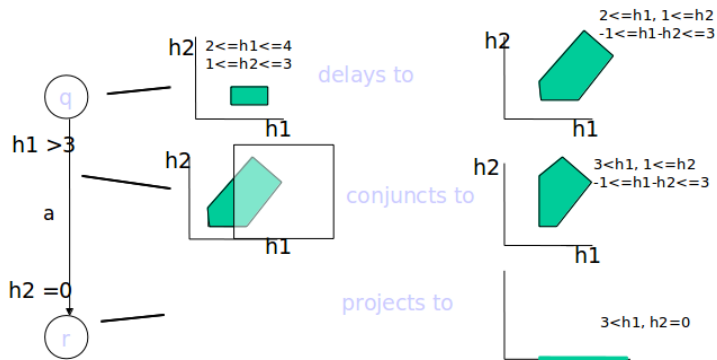 2<=h1, 1<=h2
-1<=h1-h2<=3
h2
2<=h1<=4
1<=h2<=3
h2
delays to
q
h1
h1
h1 >3
h2
h2
3<h1, 1<=h2
-1<=h1-h2<=3
conjuncts to
a
h1
h1
h2 =0
projects to
3<h1, h2=0
r